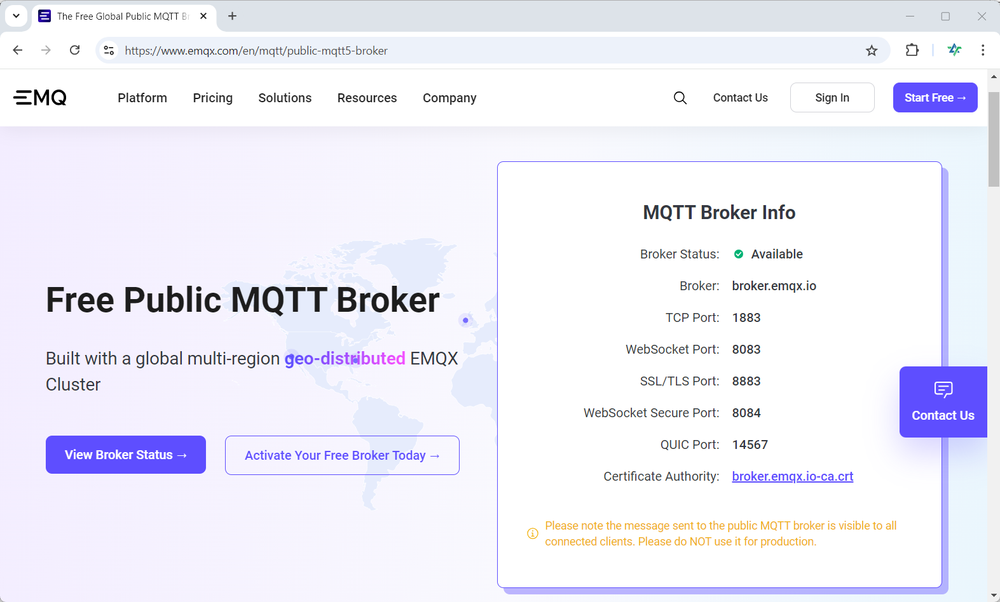 The Free Global Public MQTT Br
https://www.emqx.com/en/mqtt/public-mqtt5-broker
EMQ
Platform
Pricing
Solutions
Resources
Company
Contact Us
Sign In
Start Free →
Free Public MQTT Broker
Built with a global multi-region geo-distributed EMQX
Cluster
View Broker Status →
Activate Your Free Broker Today →
MQTT Broker Info
Broker Status: Available
Broker: broker.emqx.io
TCP Port: 1883
WebSocket Port: 8083
SSL/TLS Port: 8883
WebSocket Secure Port: 8084
QUIC Port: 14567
Certificate Authority: broker.emqx.io-ca.crt
Please note the message sent to the public MQTT broker is visible to all
connected clients. Please do NOT use it for production.
Contact Us